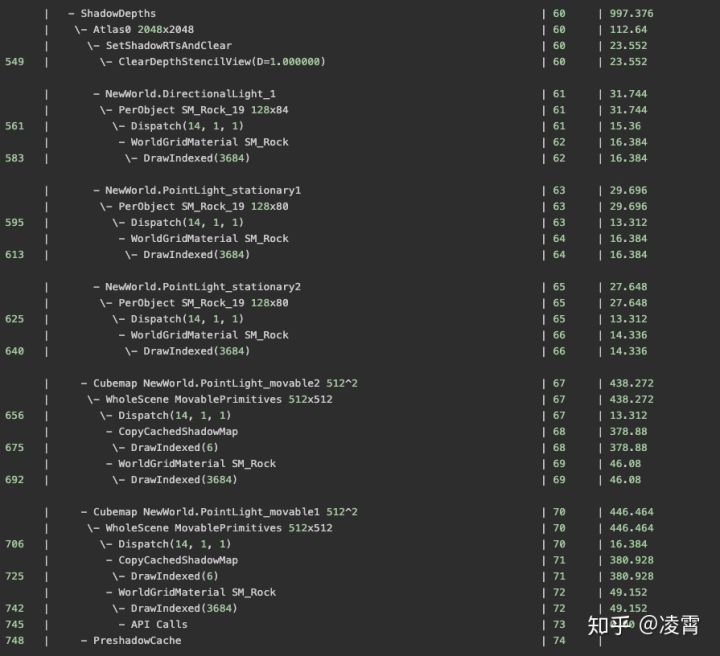 | - ShadowDepths | 60 | 997.376
| \- Atlas0 2048x2048 | 60 | 112.64
| \- SetShadowRTsAndClear | 60 | 23.552
549 | \- ClearDepthStencilView(D=1.000000) | 60 | 23.552
| - NewWorld.DirectionalLight_1 | 61 | 31.744
| \- PerObject SM_Rock_19 128x84 | 61 | 31.744
561 | \- Dispatch(14, 1, 1) | 61 | 15.36
| - WorldGridMaterial SM_Rock | 62 | 16.384
583 | \- DrawIndexed(3684) | 62 | 16.384
| - NewWorld.PointLight_stationary1 | 63 | 29.696
| \- PerObject SM_Rock_19 128x80 | 63 | 29.696
595 | \- Dispatch(14, 1, 1) | 63 | 13.312
| - WorldGridMaterial SM_Rock | 64 | 16.384
613 | \- DrawIndexed(3684) | 64 | 16.384
| - NewWorld.PointLight_stationary2 | 65 | 27.648
| \- PerObject SM_Rock_19 128x80 | 65 | 27.648
625 | \- Dispatch(14, 1, 1) | 65 | 13.312
| - WorldGridMaterial SM_Rock | 66 | 14.336
640 | \- DrawIndexed(3684) | 66 | 14.336
| - Cubemap NewWorld.PointLight_movable2 512^2 | 67 | 438.272
| \- WholeScene MovablePrimitives 512x512 | 67 | 438.272
656 | \- Dispatch(14, 1, 1) | 67 | 13.312
| - CopyCachedShadowMap | 68 | 378.88
675 | \- DrawIndexed(6) | 68 | 378.88
| - WorldGridMaterial SM_Rock | 69 | 46.08
692 | \- DrawIndexed(3684) | 69 | 46.08
| - Cubemap NewWorld.PointLight_movable1 512^2 | 70 | 446.464
| \- WholeScene MovablePrimitives 512x512 | 70 | 446.464
706 | \- Dispatch(14, 1, 1) | 70 | 16.384
| - CopyCachedShadowMap | 71 | 380.928
725 | \- DrawIndexed(6) | 71 | 380.928
| - WorldGridMaterial SM_Rock | 72 | 49.152
742 | \- DrawIndexed(3684) | 72 | 49.152
745 | \- API Calls | 73 |
748 | - PreshadowCache | 74 |
知乎 @凌霄